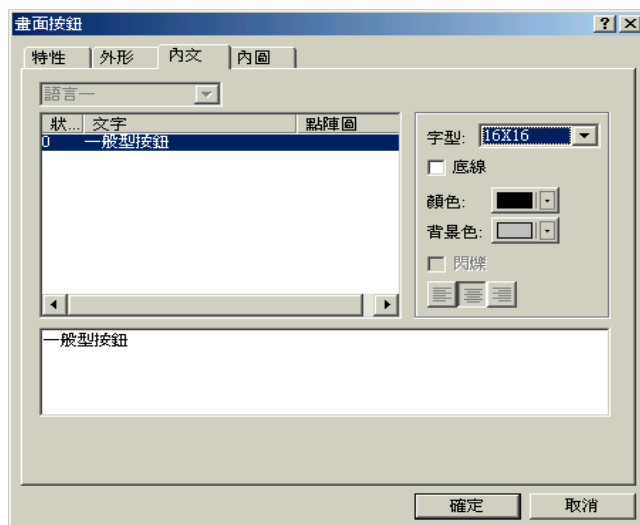 畫面按鈕
特性 外形 內文 內圖
語言一
狀... 文字 點陣圖
0 一般型按鈕
字型: 16X16
底線
顏色:
背景色:
閃爍
一般型按鈕
確定 取消